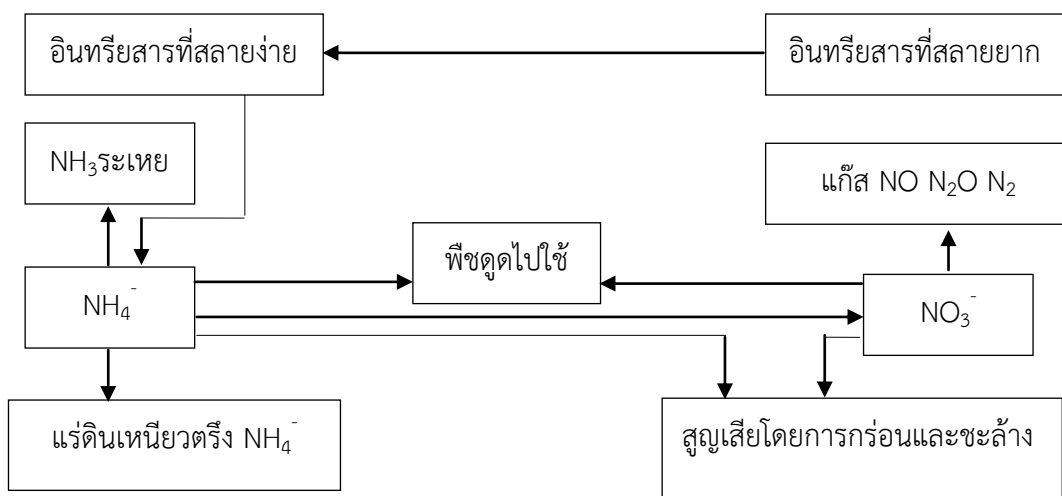 อินทรียสารที่สลายง่าย
อินทรียสารที่สลายยาก
NH₃ระเหย
แก๊ส NO N₂O N₂
พืชดูดไปใช้
NH₄⁻
NO₃⁻
แร่ดินเหนียวตรึง NH₄⁻
สูญเสียโดยการกร่อนและชะล้าง